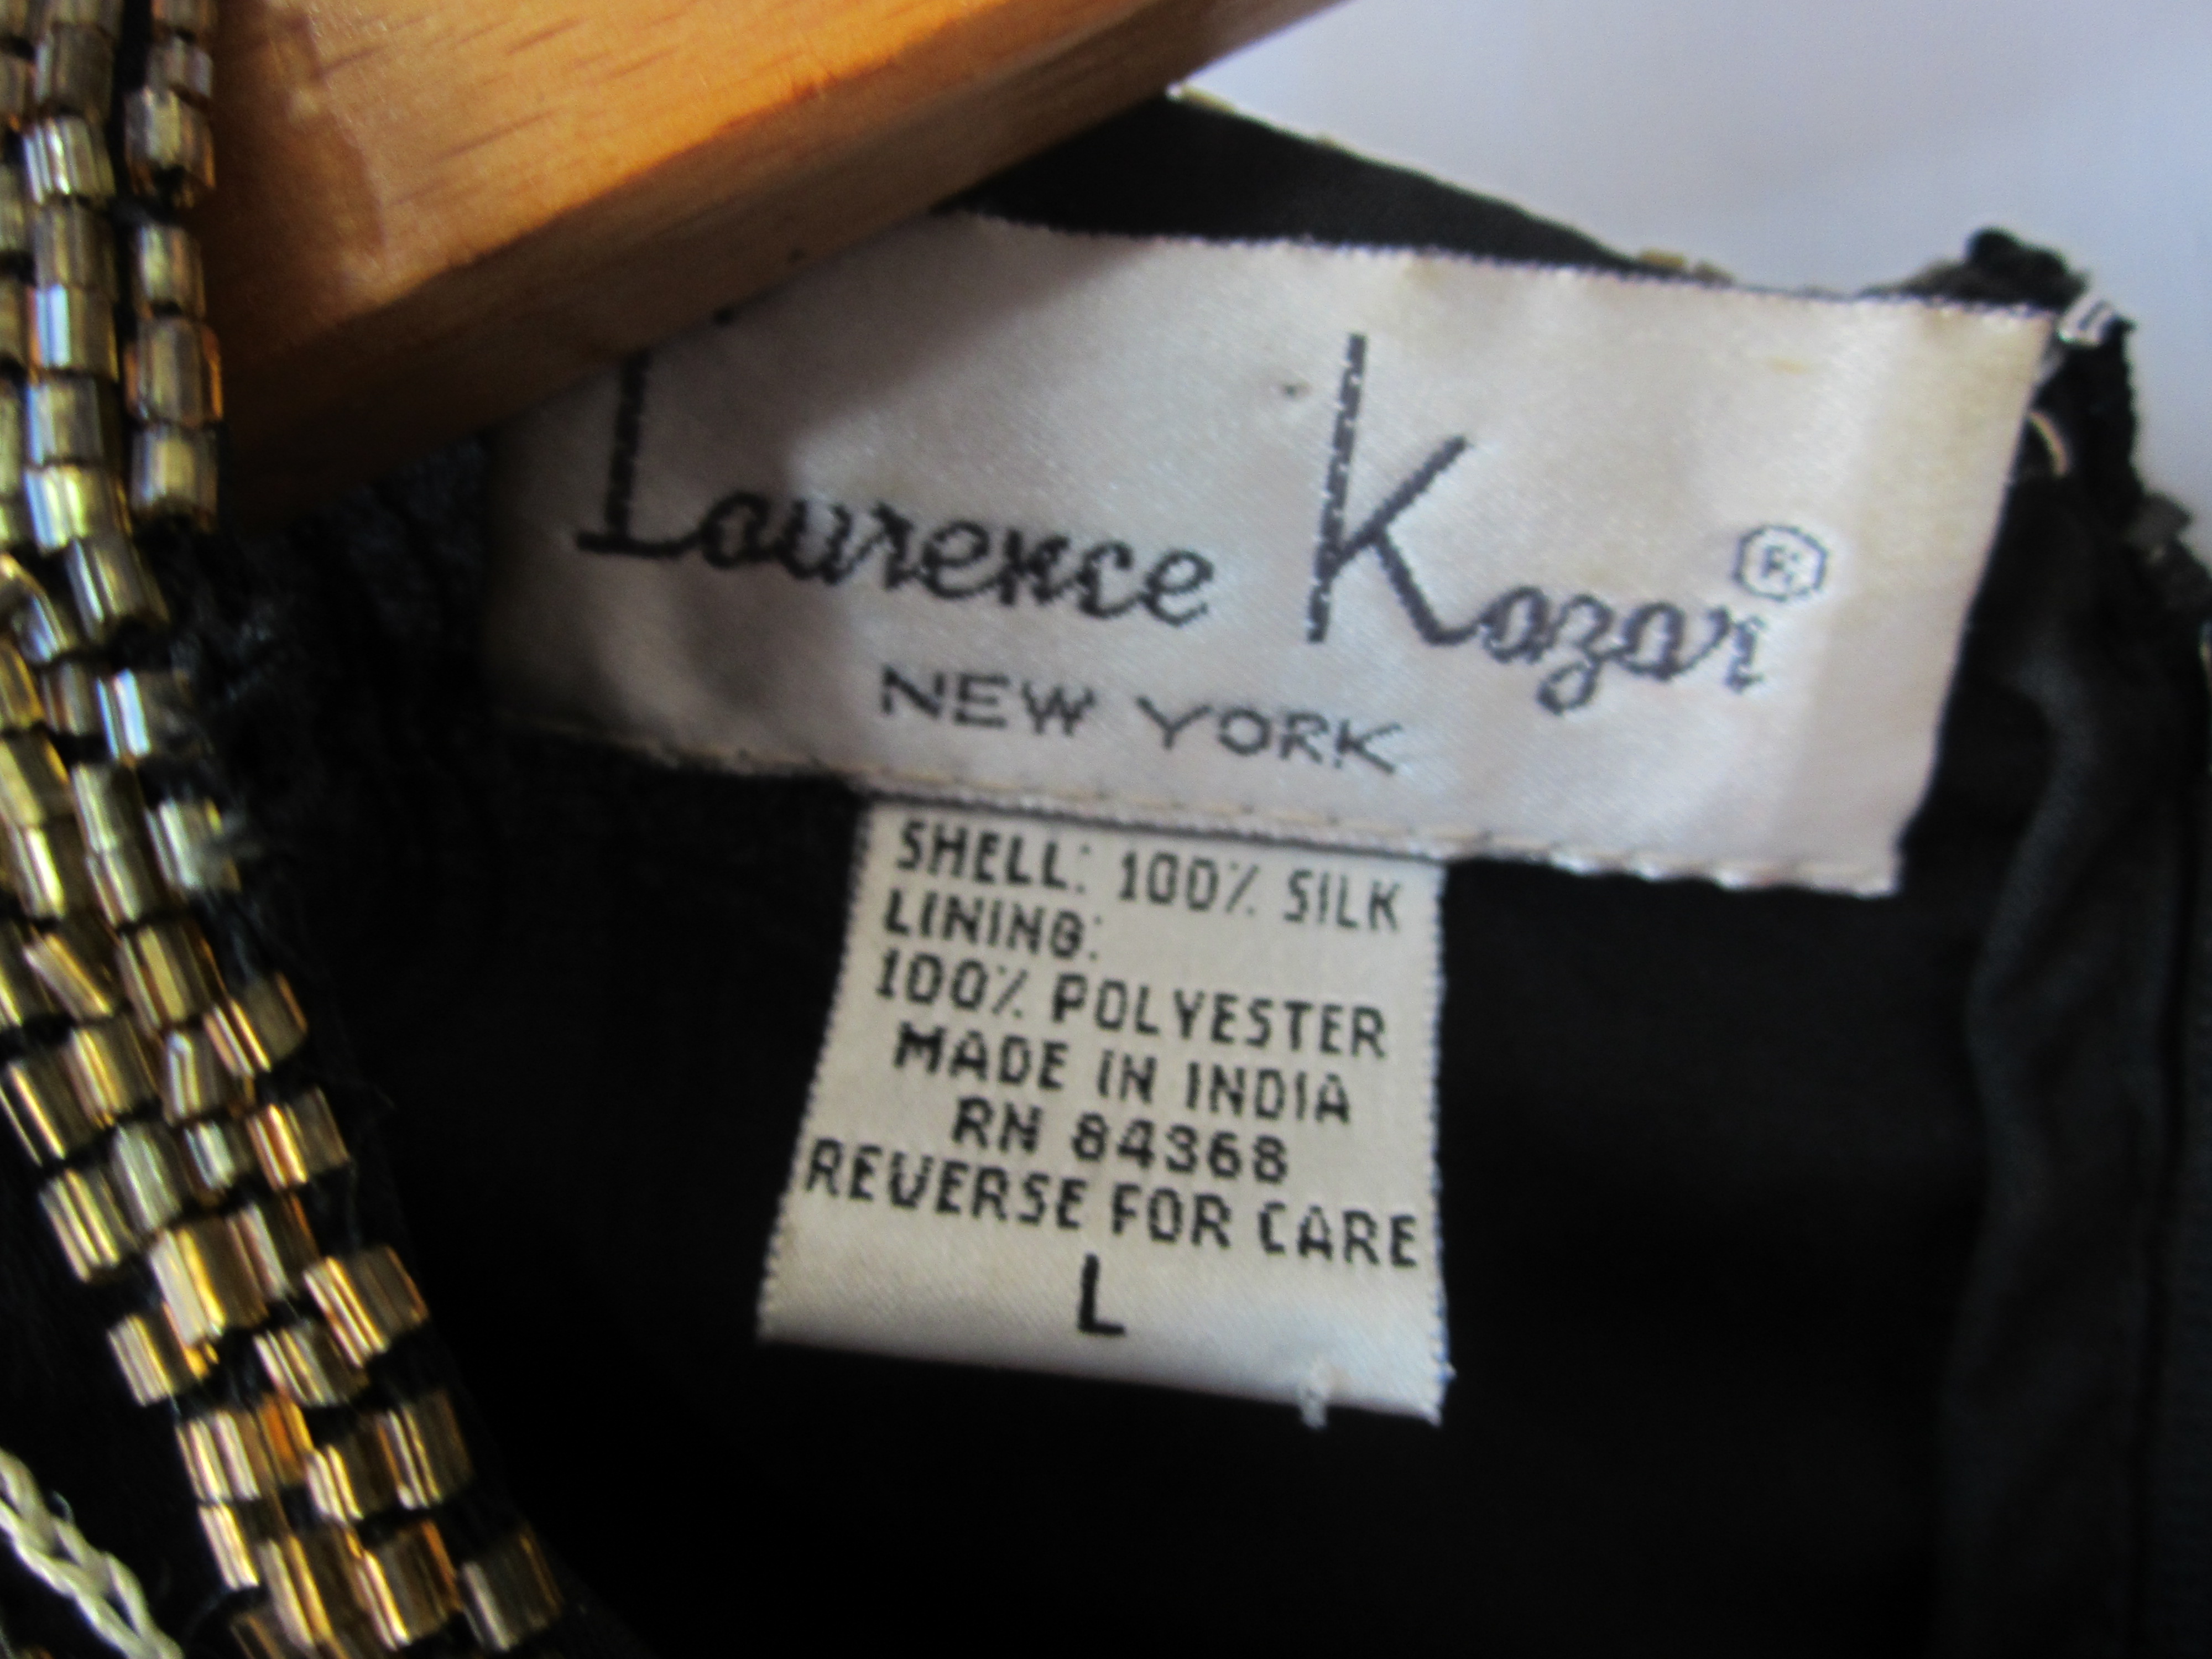 Laurence Kazar ®
NEW YORK
SHELL: 100% SILK
LINING:
100% POLYESTER
MADE IN INDIA
RN 84368
REVERSE FOR CARE
L